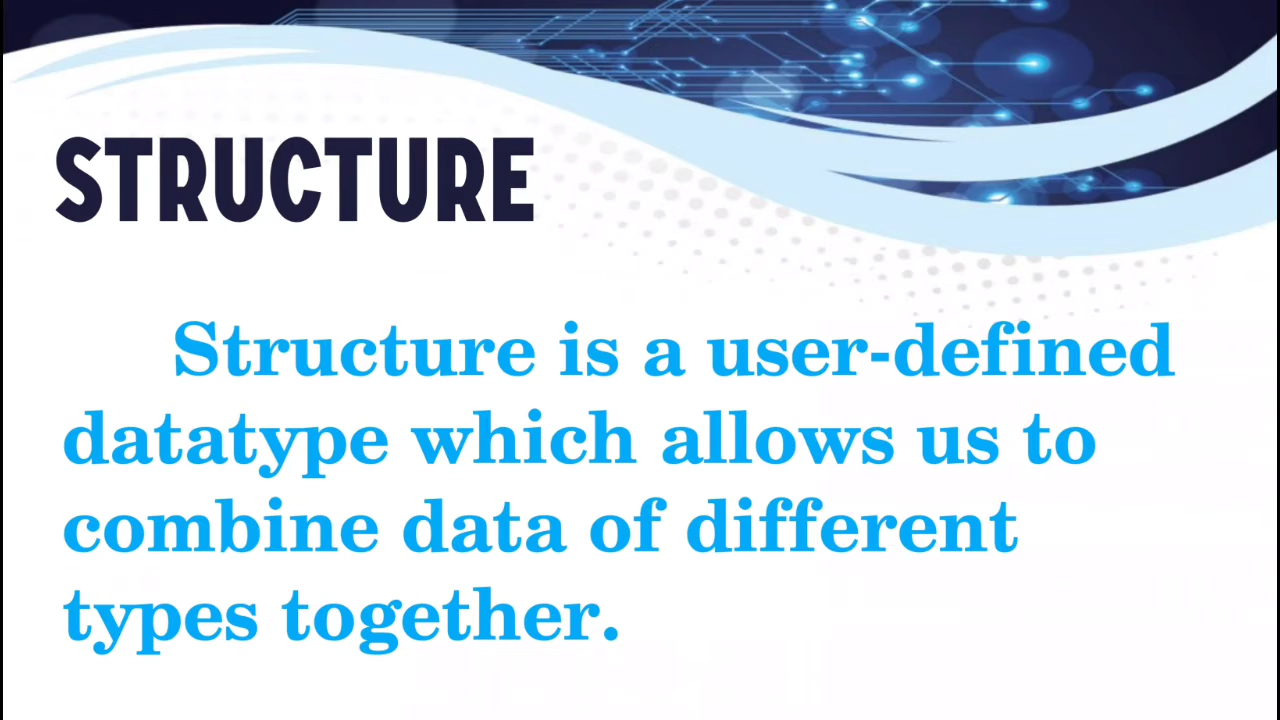 STRUCTURE
Structure is a user-defined
datatype which allows us to
combine data of different
types together.